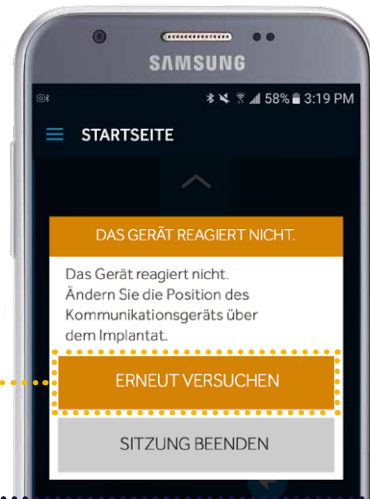 SAMSUNG
58% 3:19 PM
STARTSEITE
DAS GERÄT REAGIERT NICHT.
Das Gerät reagiert nicht.
Ändern Sie die Position des
Kommunikationsgeräts über
dem Implantat.
ERNEUT VERSUCHEN
SITZUNG BEENDEN